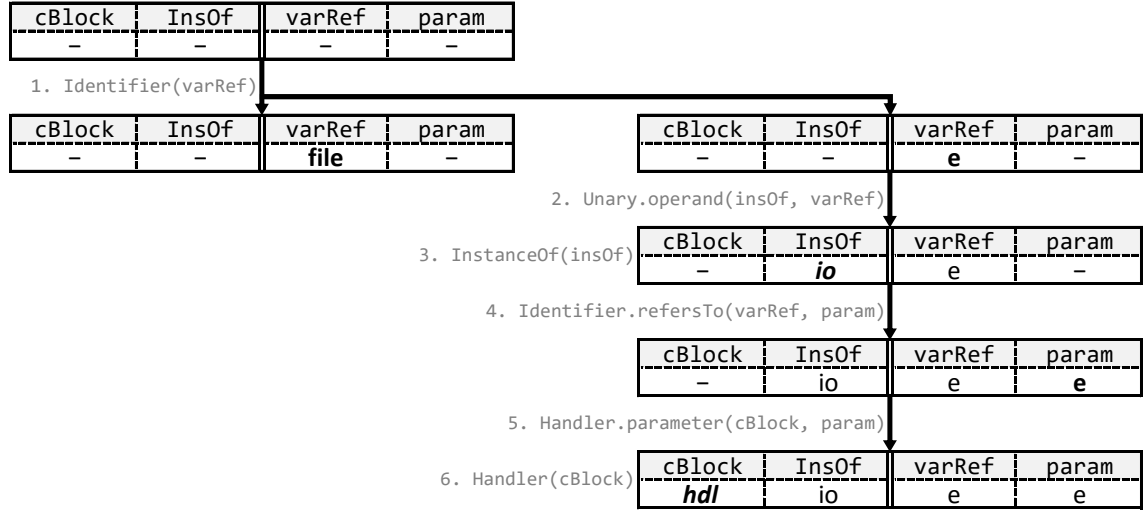 cBlock InsOf varRef param
– – – –
1. Identifier(varRef)
cBlock InsOf varRef param
– – file –
cBlock InsOf varRef param
– – e –
2. Unary.operand(insOf, varRef)
3. InstanceOf(insOf)
cBlock InsOf varRef param
– io e –
4. Identifier.refersTo(varRef, param)
cBlock InsOf varRef param
– io e e
5. Handler.parameter(cBlock, param)
6. Handler(cBlock)
cBlock InsOf varRef param
hdl io e e